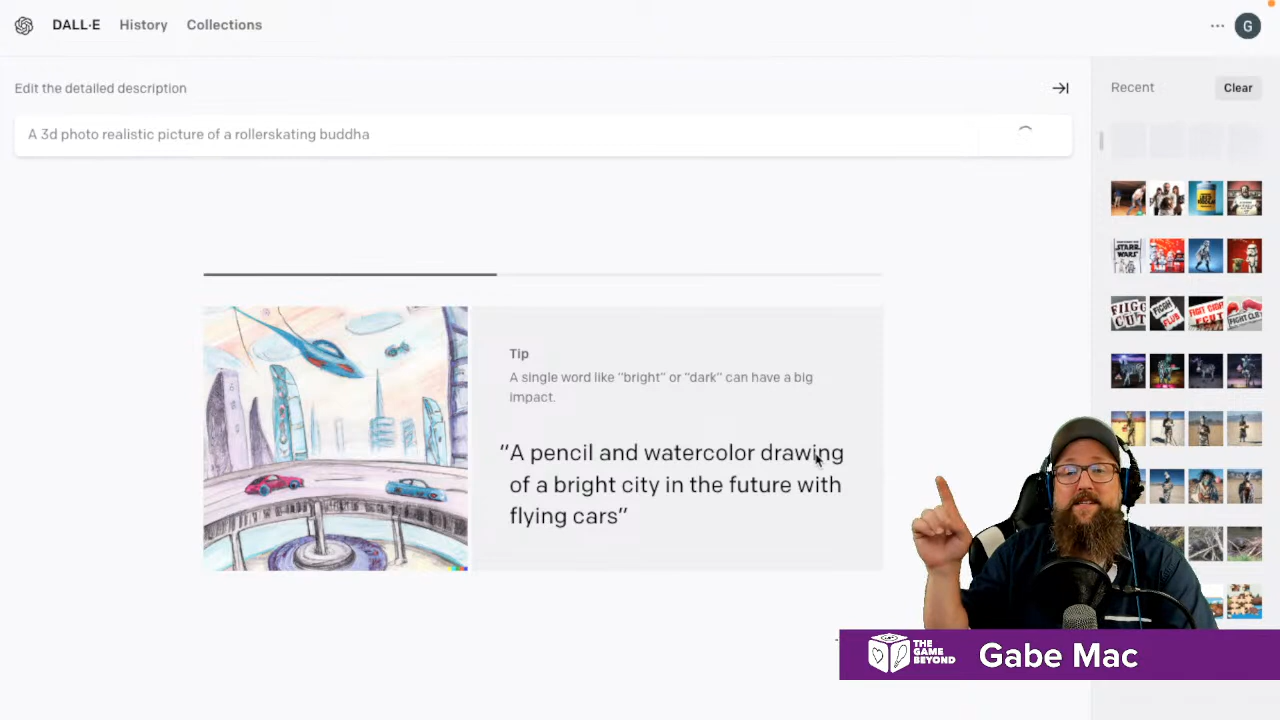 DALL·E History Collections
G
Edit the detailed description
Recent
Clear
A 3d photo realistic picture of a rollerskating buddha
STAR
WARS
Tip
A single word like "bright" or "dark" can have a big
impact.
"A pencil and watercolor drawing
of a bright city in the future with
flying cars"
THE
GAME
BEYOND
Gabe Mac